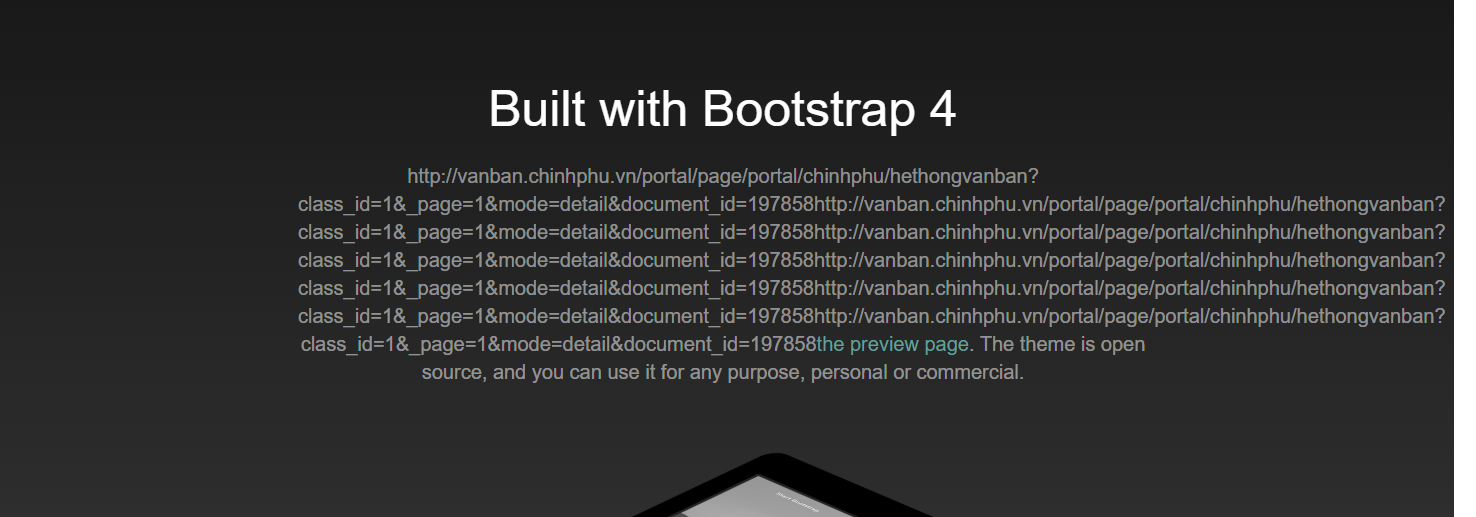 Built with Bootstrap 4
http://vanban.chinhphu.vn/portal/page/portal/chinhphu/hethongvanban?
class_id=1&_page=1&mode=detail&document_id=197858http://vanban.chinhphu.vn/portal/page/portal/chinhphu/hethongvanban?
class_id=1&_page=1&mode=detail&document_id=197858http://vanban.chinhphu.vn/portal/page/portal/chinhphu/hethongvanban?
class_id=1&_page=1&mode=detail&document_id=197858http://vanban.chinhphu.vn/portal/page/portal/chinhphu/hethongvanban?
class_id=1&_page=1&mode=detail&document_id=197858http://vanban.chinhphu.vn/portal/page/portal/chinhphu/hethongvanban?
class_id=1&_page=1&mode=detail&document_id=197858http://vanban.chinhphu.vn/portal/page/portal/chinhphu/hethongvanban?
class_id=1&_page=1&mode=detail&document_id=197858the preview page. The theme is open
source, and you can use it for any purpose, personal or commercial.
Start Bootstrap